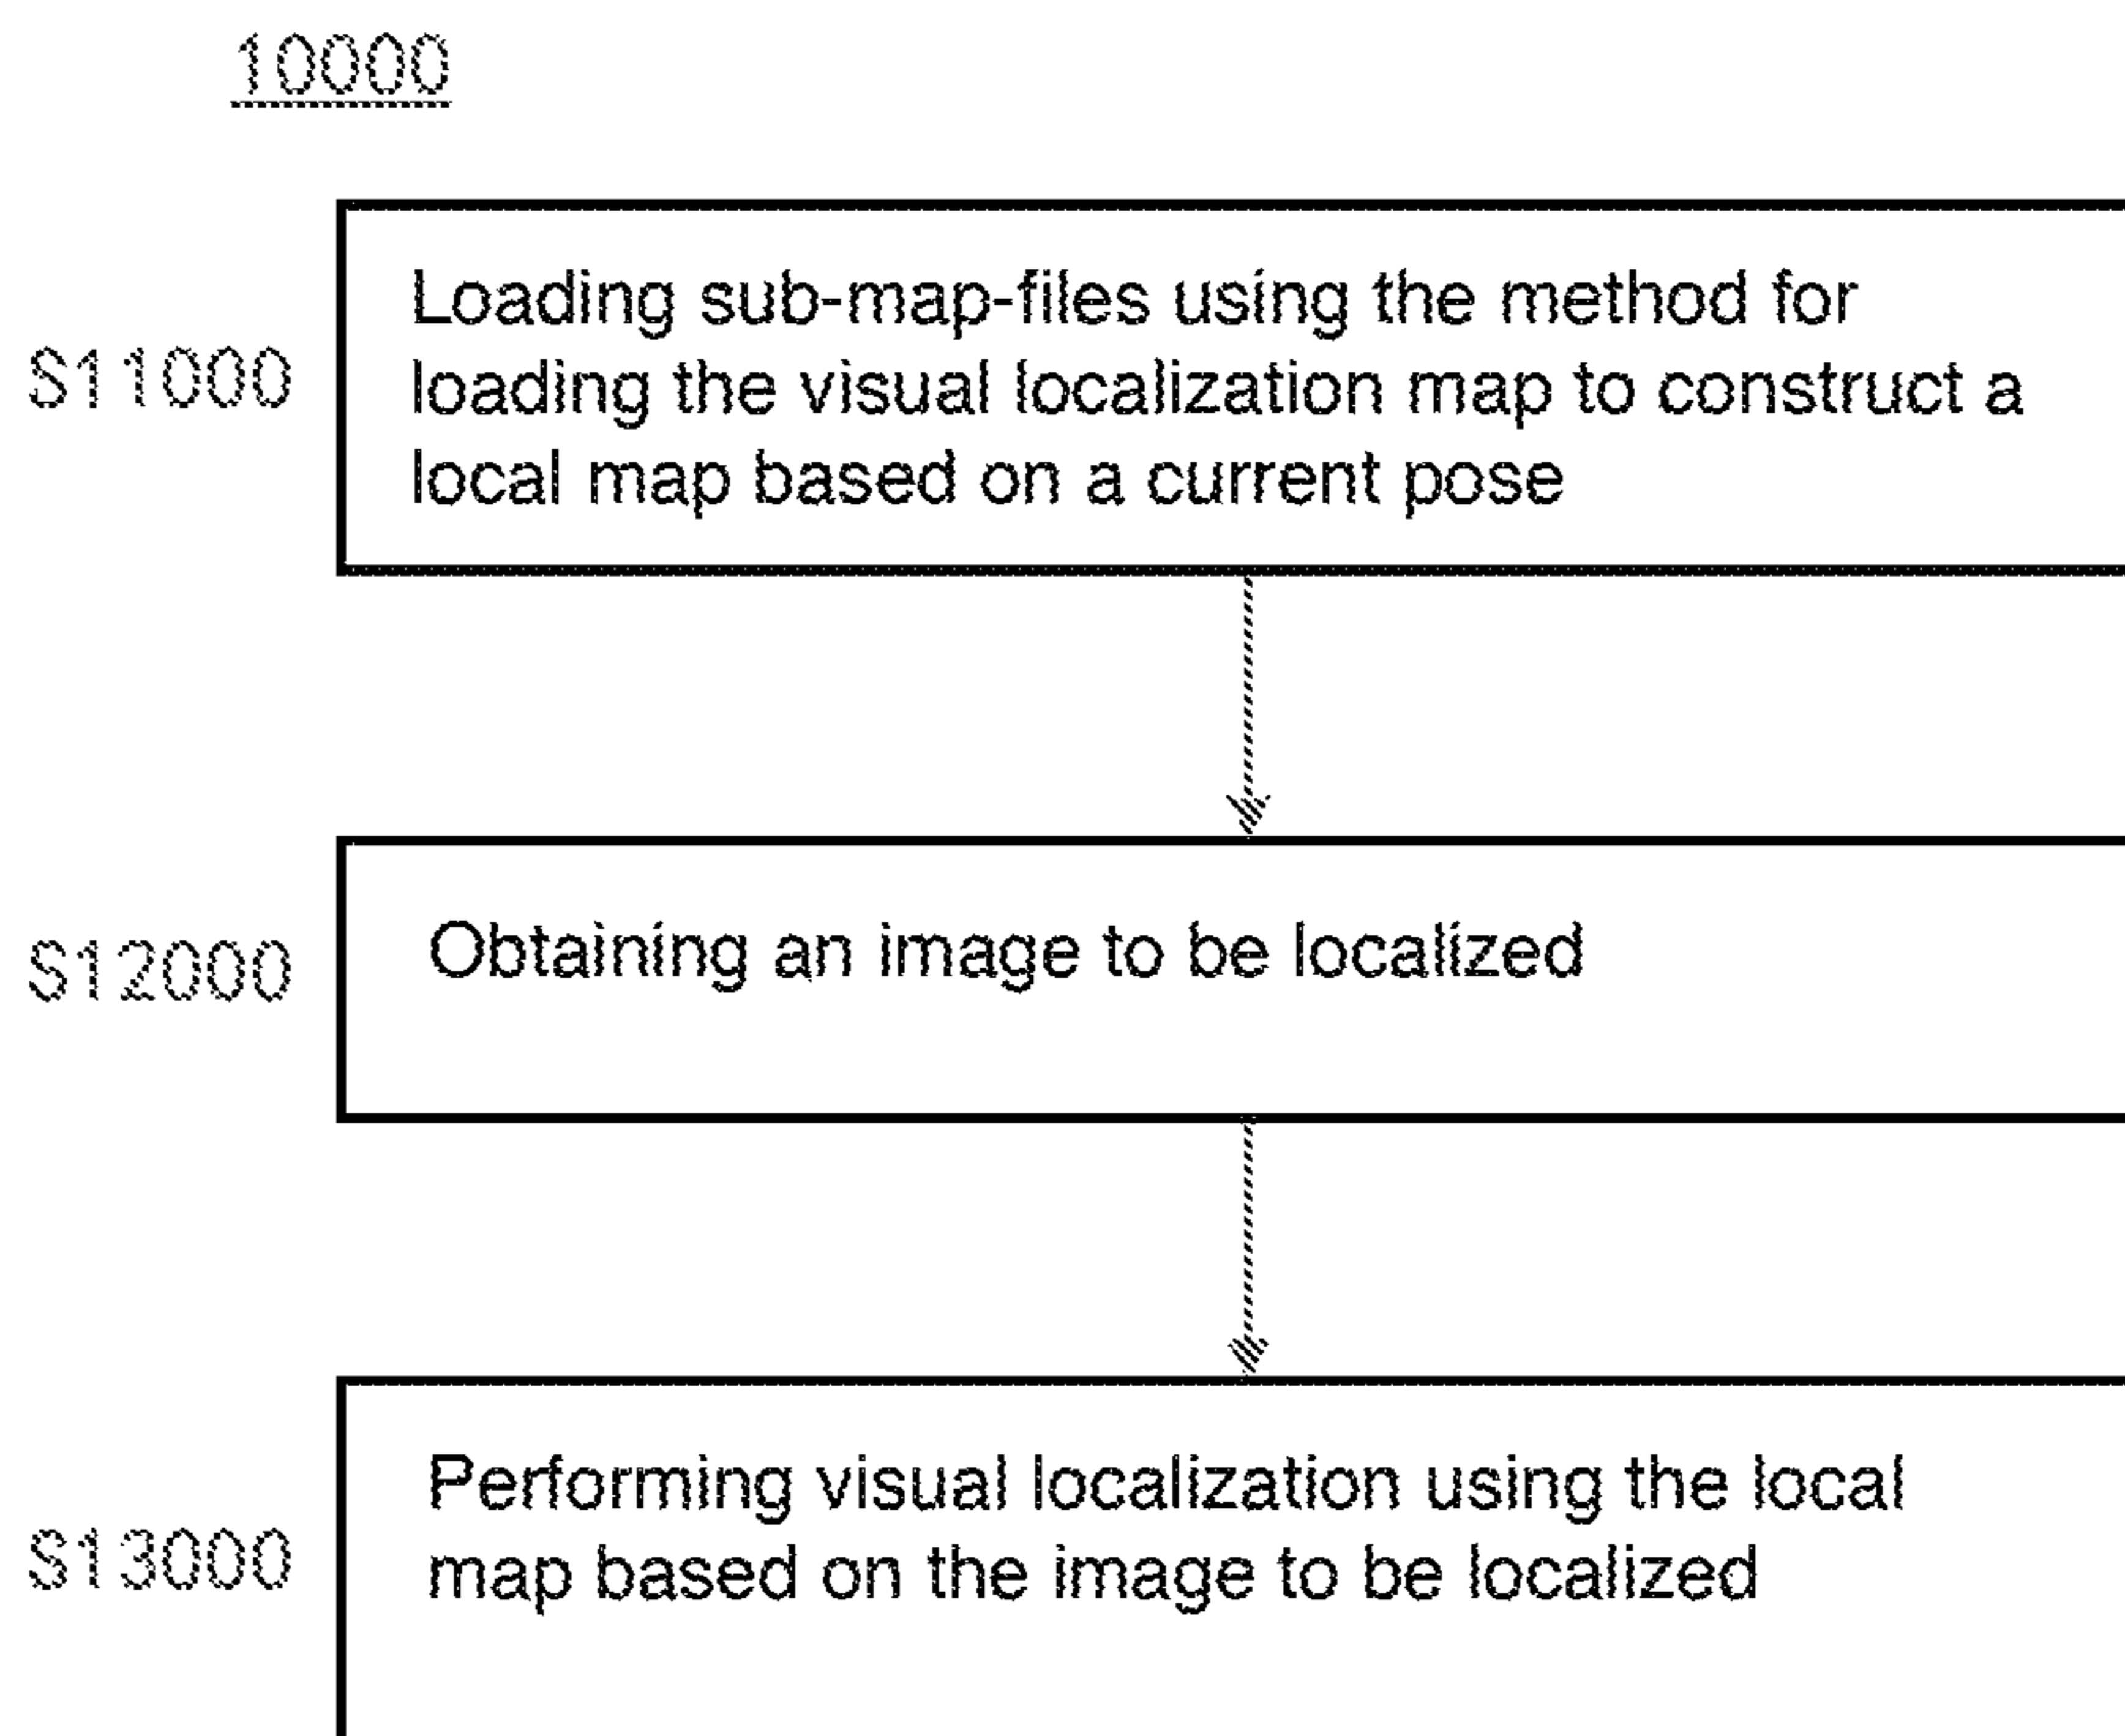 10000
S11000
Loading sub-map-files using the method for
loading the visual localization map to construct a
local map based on a current pose
S12000
Obtaining an image to be localized
S13000
Performing visual localization using the local
map based on the image to be localized